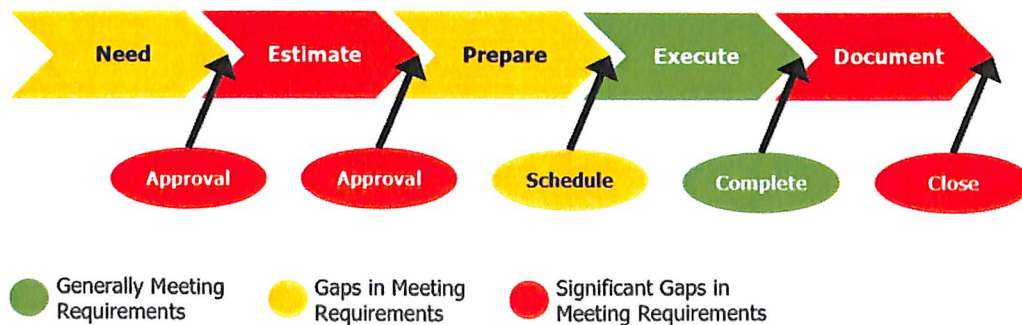 Need
Estimate
Prepare
Execute
Document
Approval
Approval
Schedule
Complete
Close
Generally Meeting
Requirements
Gaps in Meeting
Requirements
Significant Gaps in
Meeting Requirements